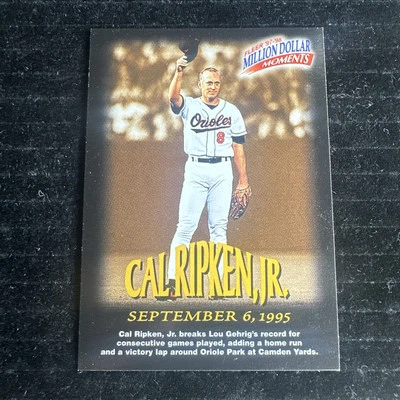 FLEER '97-'98
MILLION DOLLAR
MOMENTS
Orioles
8
CAL RIPKEN, JR.
SEPTEMBER 6, 1995
Cal Ripken, Jr. breaks Lou Gehrig's record for
consecutive games played, adding a home run
and a victory lap around Oriole Park at Camden Yards.